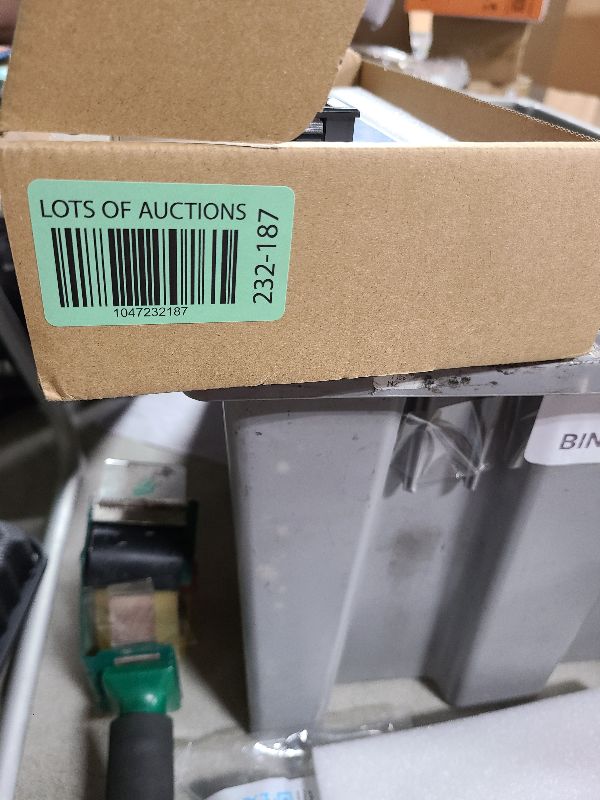 LOTS OF AUCTIONS
232-187
1047232187
BIN